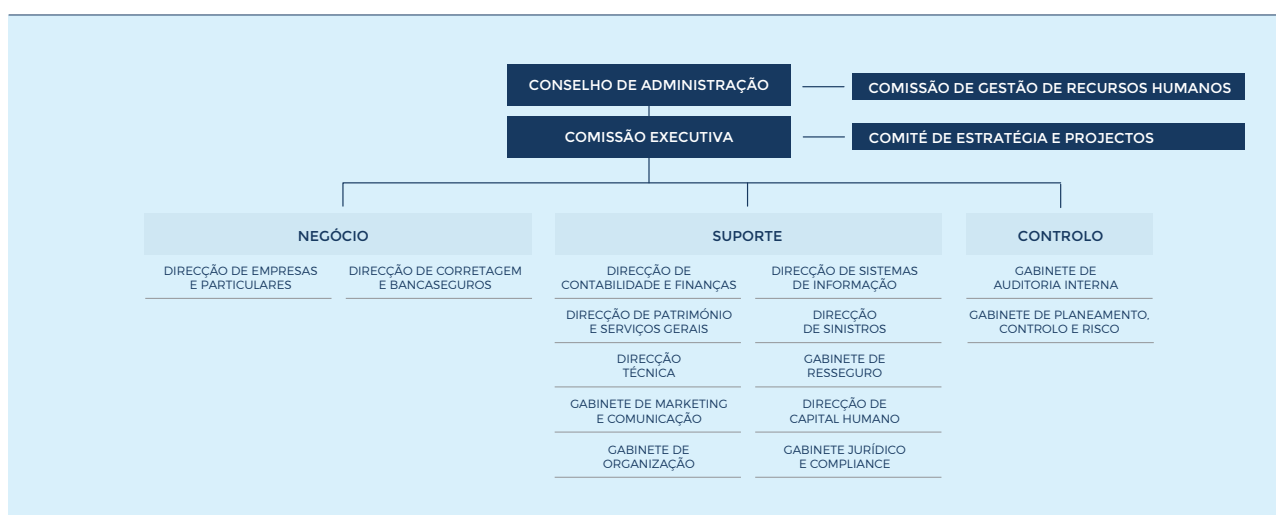 CONSELHO DE ADMINISTRAÇÃO
COMISSÃO DE GESTÃO DE RECURSOS HUMANOS
COMISSÃO EXECUTIVA
COMITÉ DE ESTRATÉGIA E PROJECTOS
NEGÓCIO
DIRECÇÃO DE EMPRESAS
E PARTICULARES
DIRECÇÃO DE CORRETAGEM
E BANCASEGUROS
SUPORTE
DIRECÇÃO DE
CONTABILIDADE E FINANÇAS
DIRECÇÃO DE SISTEMAS
DE INFORMAÇÃO
DIRECÇÃO DE PATRIMÓNIO
E SERVIÇOS GERAIS
DIRECÇÃO
DE SINISTROS
DIRECÇÃO
TÉCNICA
GABINETE DE
RESSEGURO
GABINETE DE MARKETING
E COMUNICAÇÃO
DIRECÇÃO DE
CAPITAL HUMANO
GABINETE DE
ORGANIZAÇÃO
GABINETE JURÍDICO
E COMPLIANCE
CONTROLO
GABINETE DE
AUDITORIA INTERNA
GABINETE DE PLANEAMENTO,
CONTROLO E RISCO